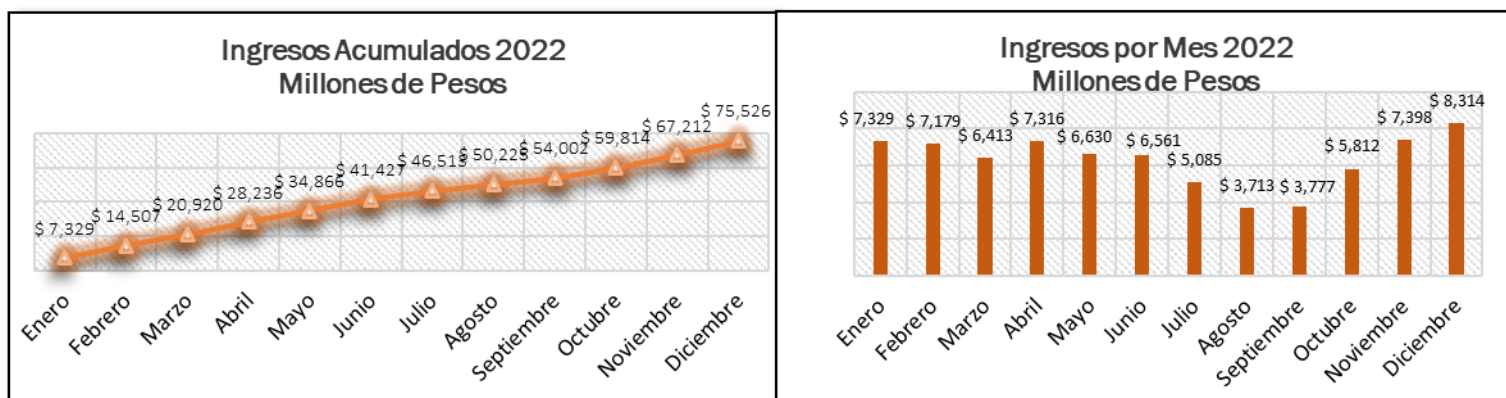 Ingresos Acumulados 2022
Millones de Pesos
$ 7,329
$ 14,507
$ 20,920
$ 28,236
$ 34,866
$ 41,427
$ 46,513
$ 50,225
$ 54,002
$ 59,814
$ 67,212
$ 75,526
Enero
Febrero
Marzo
Abril
Mayo
Junio
Julio
Agosto
Septiembre
Octubre
Noviembre
Diciembre
Ingresos por Mes 2022
Millones de Pesos
$ 7,329
$ 7,179
$ 6,413
$ 7,316
$ 6,630
$ 6,561
$ 5,085
$ 3,713
$ 3,777
$ 5,812
$ 7,398
$ 8,314
Enero
Febrero
Marzo
Abril
Mayo
Junio
Julio
Agosto
Septiembre
Octubre
Noviembre
Diciembre